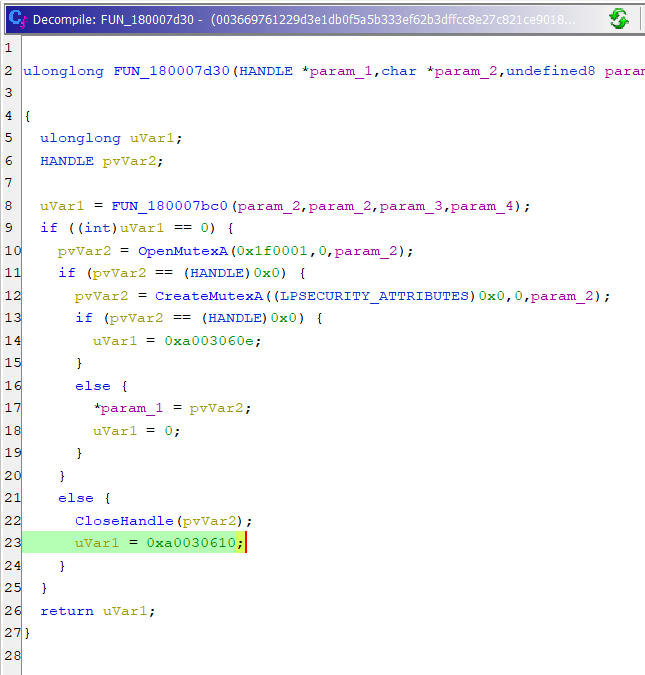 Decompile: FUN_180007d30 - (003669761229d3e1db0f5a5b333ef62b3dffcc8e27c821ce9018...
1
2 ulonglong FUN_180007d30(HANDLE *param_1,char *param_2,undefined8 param
3
4 {
5 ulonglong uVar1;
6 HANDLE pvVar2;
7
8 uVar1 = FUN_180007bc0(param_2,param_2,param_3,param_4);
9 if ((int)uVar1 == 0) {
10 pvVar2 = OpenMutexA(0x1f0001,0,param_2);
11 if (pvVar2 == (HANDLE)0x0) {
12 pvVar2 = CreateMutexA((LPSECURITY_ATTRIBUTES)0x0,0,param_2);
13 if (pvVar2 == (HANDLE)0x0) {
14 uVar1 = 0xa003060e;
15 }
16 else {
17 *param_1 = pvVar2;
18 uVar1 = 0;
19 }
20 }
21 else {
22 CloseHandle(pvVar2);
23 uVar1 = 0xa0030610;
24 }
25 }
26 return uVar1;
27 }
28